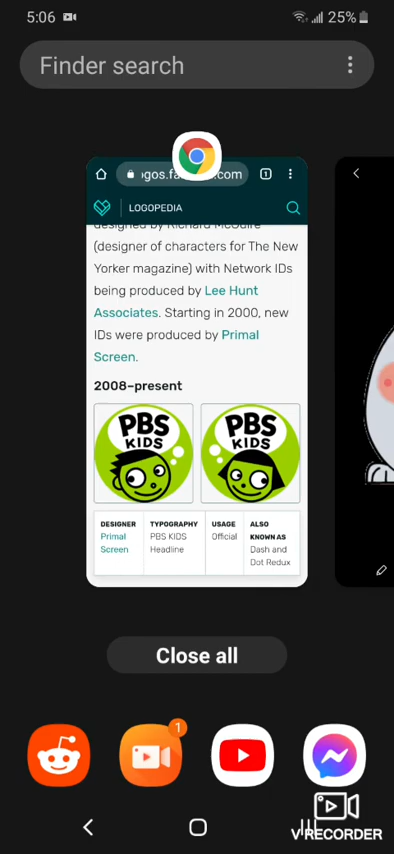 5:06
25%
Finder search
gos.fa
.com
1
LOGOPEDIA
designed by Richard McGuire
(designer of characters for The New
Yorker magazine) with Network IDs
being produced by Lee Hunt
Associates. Starting in 2000, new
IDs were produced by Primal
Screen.
2008–present
PBS
KIDS
PBS
KIDS
DESIGNER
Primal
Screen
TYPOGRAPHY
PBS KIDS
Headline
USAGE
Official
ALSO
KNOWN AS
Dash and
Dot Redux
Close all
1
V RECORDER